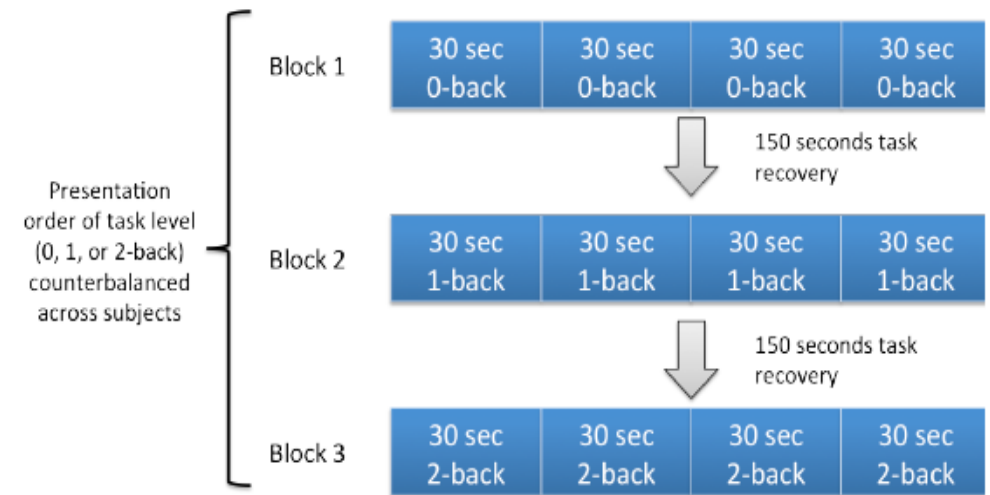 Presentation
order of task level
(0, 1, or 2-back)
counterbalanced
across subjects
Block 1
30 sec
0-back
30 sec
0-back
30 sec
0-back
30 sec
0-back
150 seconds task
recovery
Block 2
30 sec
1-back
30 sec
1-back
30 sec
1-back
30 sec
1-back
150 seconds task
recovery
Block 3
30 sec
2-back
30 sec
2-back
30 sec
2-back
30 sec
2-back